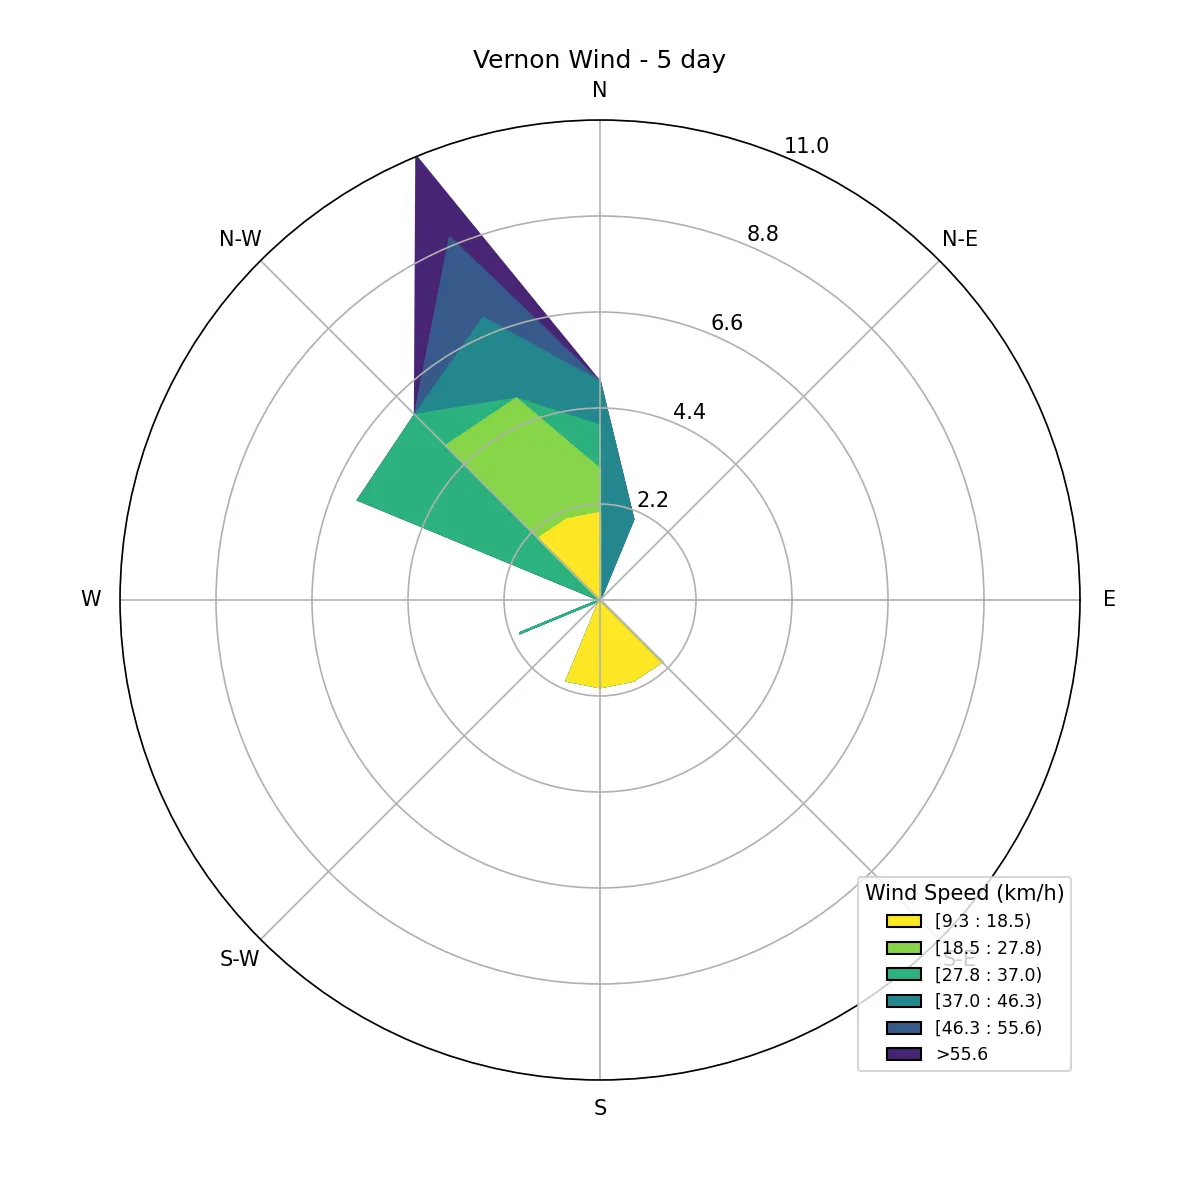 Vernon Wind - 5 day
N
11.0
N-W
8.8
N-E
6.6
4.4
2.2
W
E
Wind Speed (km/h)
[9.3 : 18.5)
[18.5 : 27.8)
S-W
S-E
[27.8 : 37.0)
[37.0 : 46.3)
[46.3 : 55.6)
>55.6
S